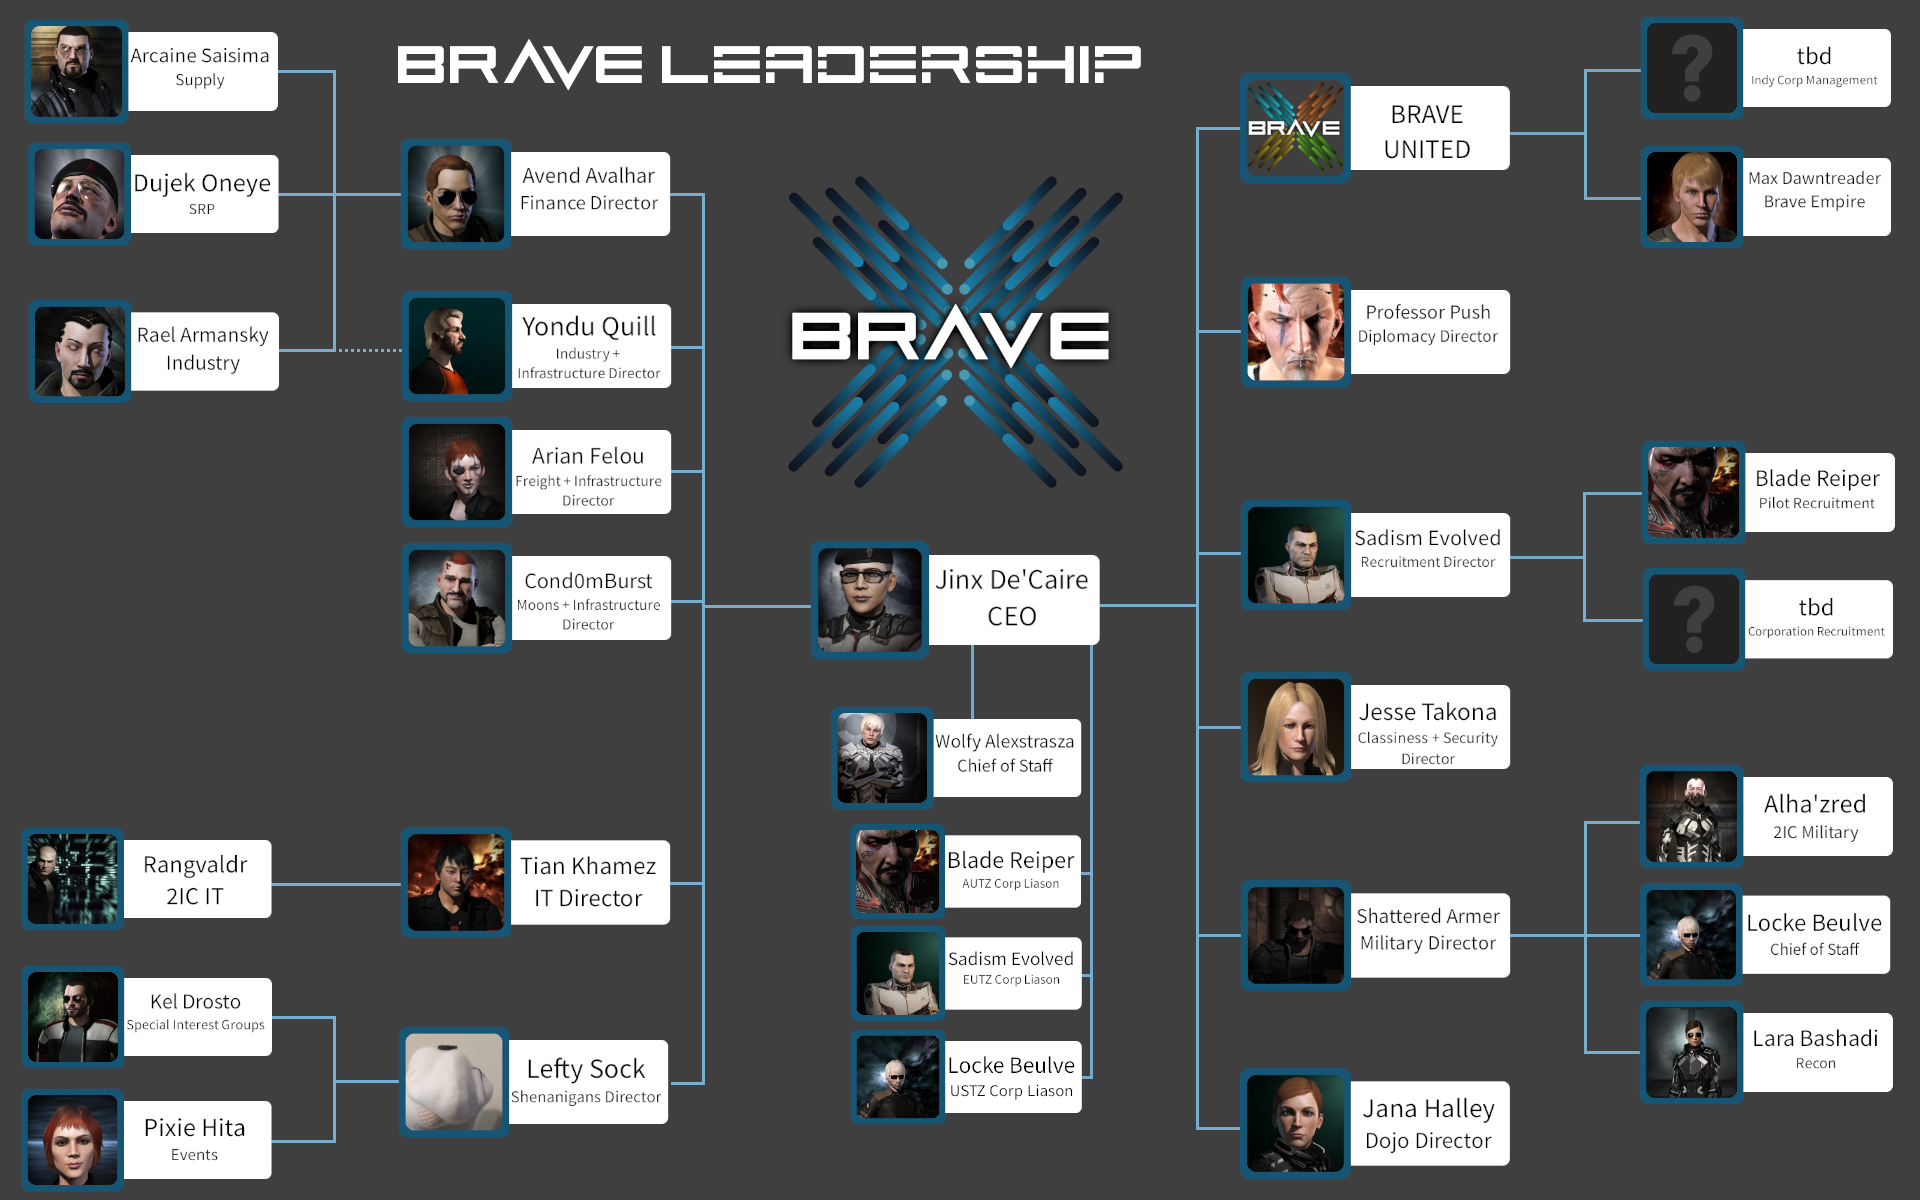 BRAVE LEADERSHIP
Arcaine Saisima
Supply
Dujek Oneye
SRP
Rael Armansky
Industry
Avend Avalhar
Finance Director
Yondu Quill
Industry +
Infrastructure Director
Arian Felou
Freight + Infrastructure
Director
Cond0mBurst
Moons + Infrastructure
Director
Rangvaldr
2IC IT
Tian Khamez
IT Director
Kel Drosto
Special Interest Groups
Pixie Hita
Events
Lefty Sock
Shenanigans Director
BRAVE
Jinx De'Caire
CEO
Wolfy Alexstrasza
Chief of Staff
Blade Reiper
AUTZ Corp Liason
Sadism Evolved
EUTZ Corp Liason
Locke Beulve
USTZ Corp Liason
BRAVE
BRAVE
UNITED
tbd
Indy Corp Management
Max Dawntreader
Brave Empire
Professor Push
Diplomacy Director
Sadism Evolved
Recruitment Director
Blade Reiper
Pilot Recruitment
tbd
Corporation Recruitment
Jesse Takona
Classiness + Security
Director
Shattered Armer
Military Director
Alha'zred
2IC Military
Locke Beulve
Chief of Staff
Lara Bashadi
Recon
Jana Halley
Dojo Director